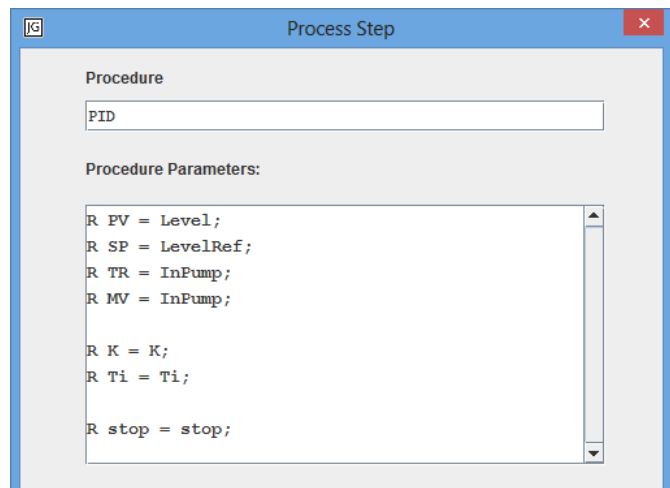 JG
Process Step
Procedure
PID
Procedure Parameters:
R PV = Level;
R SP = LevelRef;
R TR = InPump;
R MV = InPump;
R K = K;
R Ti = Ti;
R stop = stop;